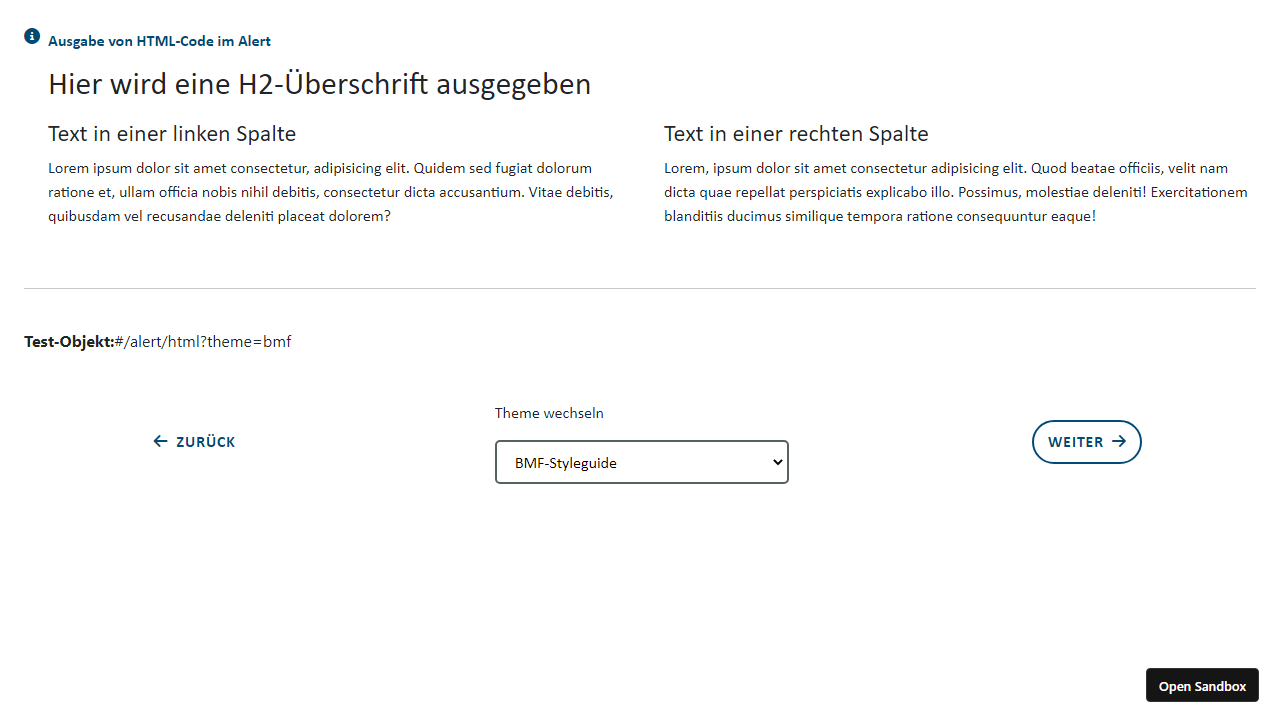 Ausgabe von HTML-Code im Alert
Hier wird eine H2-Überschrift ausgegeben
Text in einer linken Spalte
Lorem ipsum dolor sit amet consectetur, adipisicing elit. Quidem sed fugiat dolorum
ratione et, ullam officia nobis nihil debitis, consectetur dicta accusantium. Vitae debitis,
quibusdam vel recusandae deleniti placeat dolorem?
Text in einer rechten Spalte
Lorem, ipsum dolor sit amet consectetur adipisicing elit. Quod beatae officiis, velit nam
dicta quae repellat perspiciatis explicabo illo. Possimus, molestiae deleniti! Exercitationem
blanditiis ducimus similique tempora ratione consequuntur eaque!
Test-Objekt:#/alert/html?theme=bmf
ZURÜCK
Theme wechseln
BMF-Styleguide
WEITER
Open Sandbox